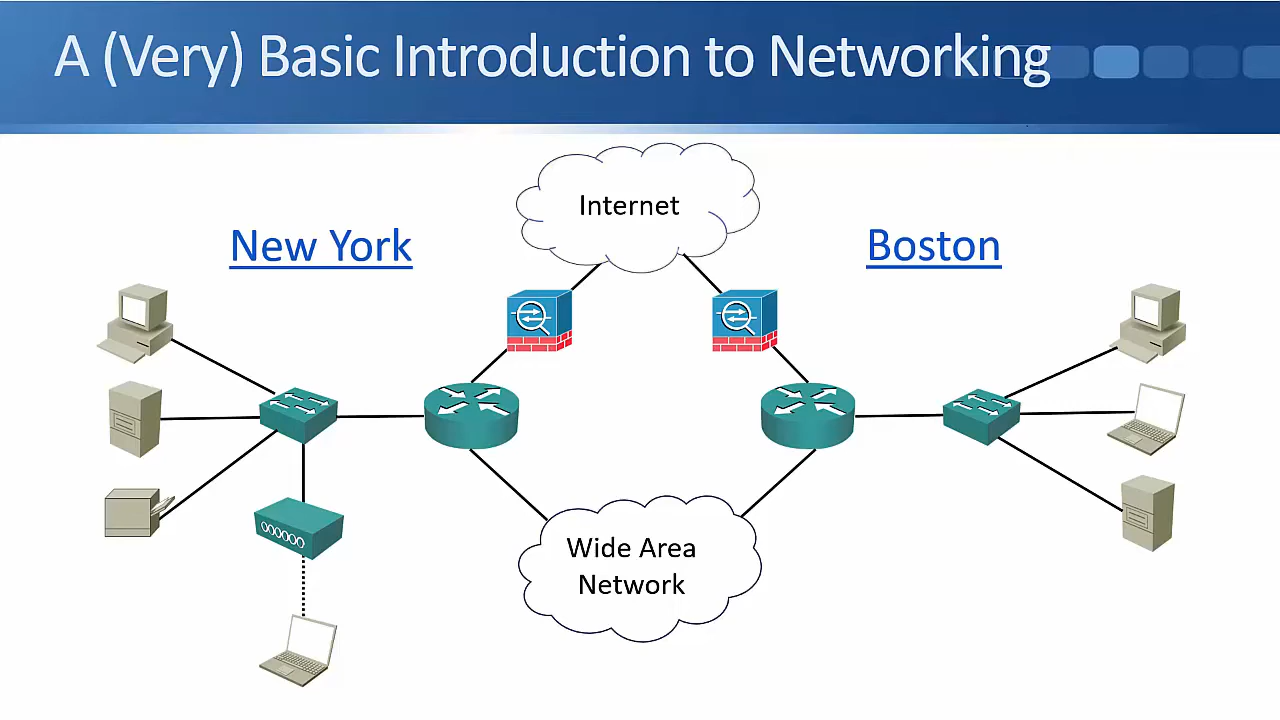 A (Very) Basic Introduction to Networking
Internet
New York
Boston
Wide Area
Network